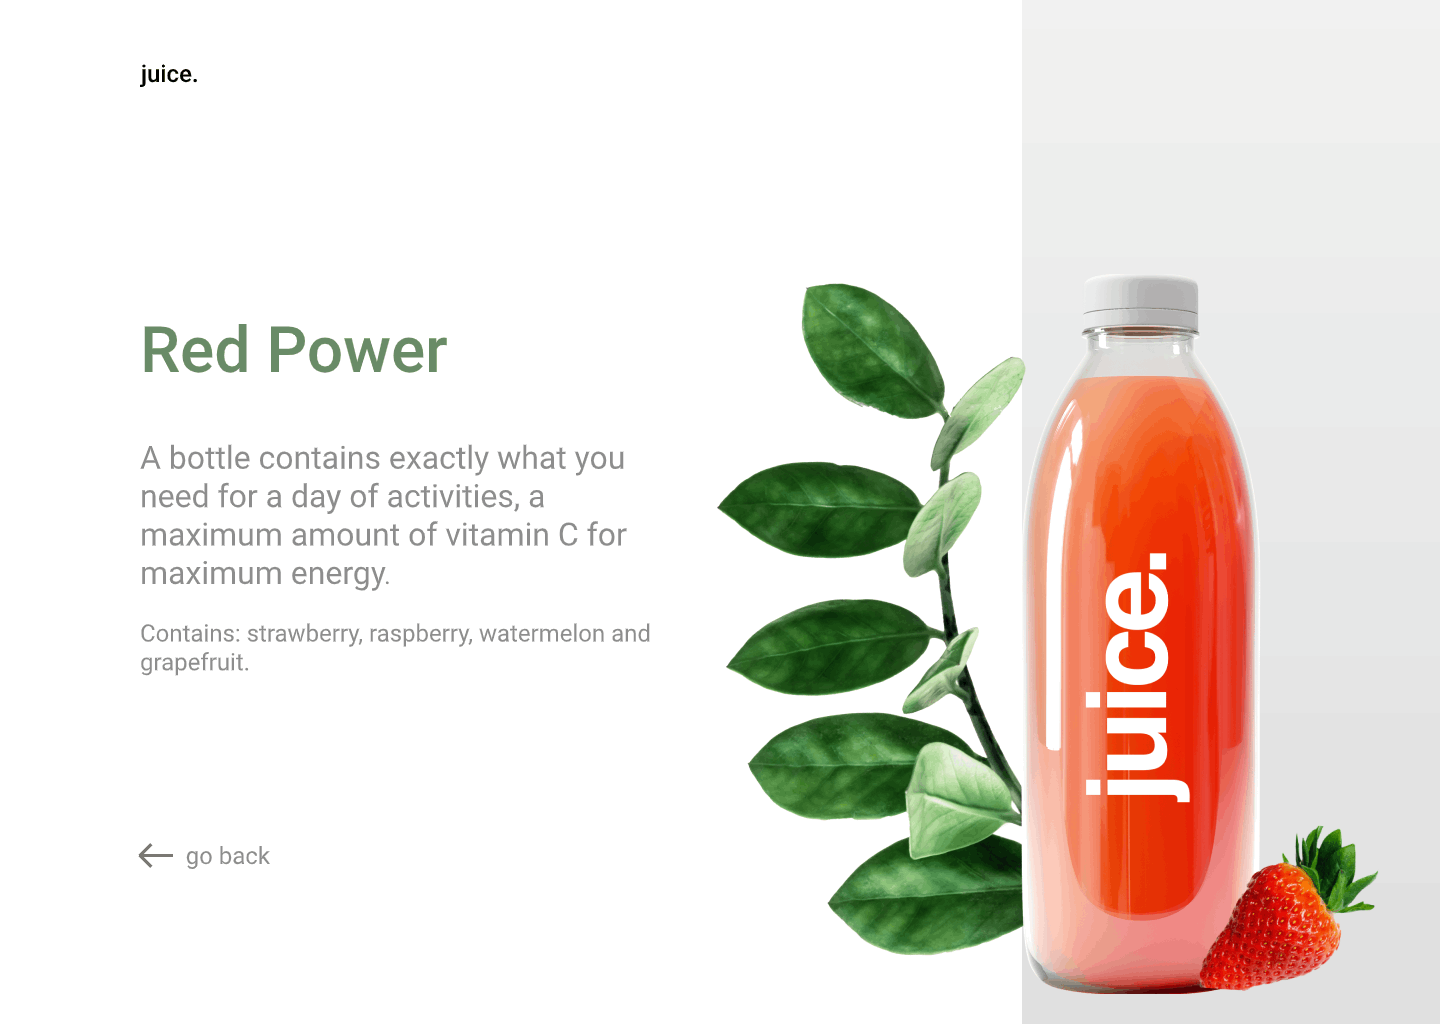 juice.
Red Power
A bottle contains exactly what you
need for a day of activities, a
maximum amount of vitamin C for
maximum energy.
Contains: strawberry, raspberry, watermelon and
grapefruit.
go back
juice.